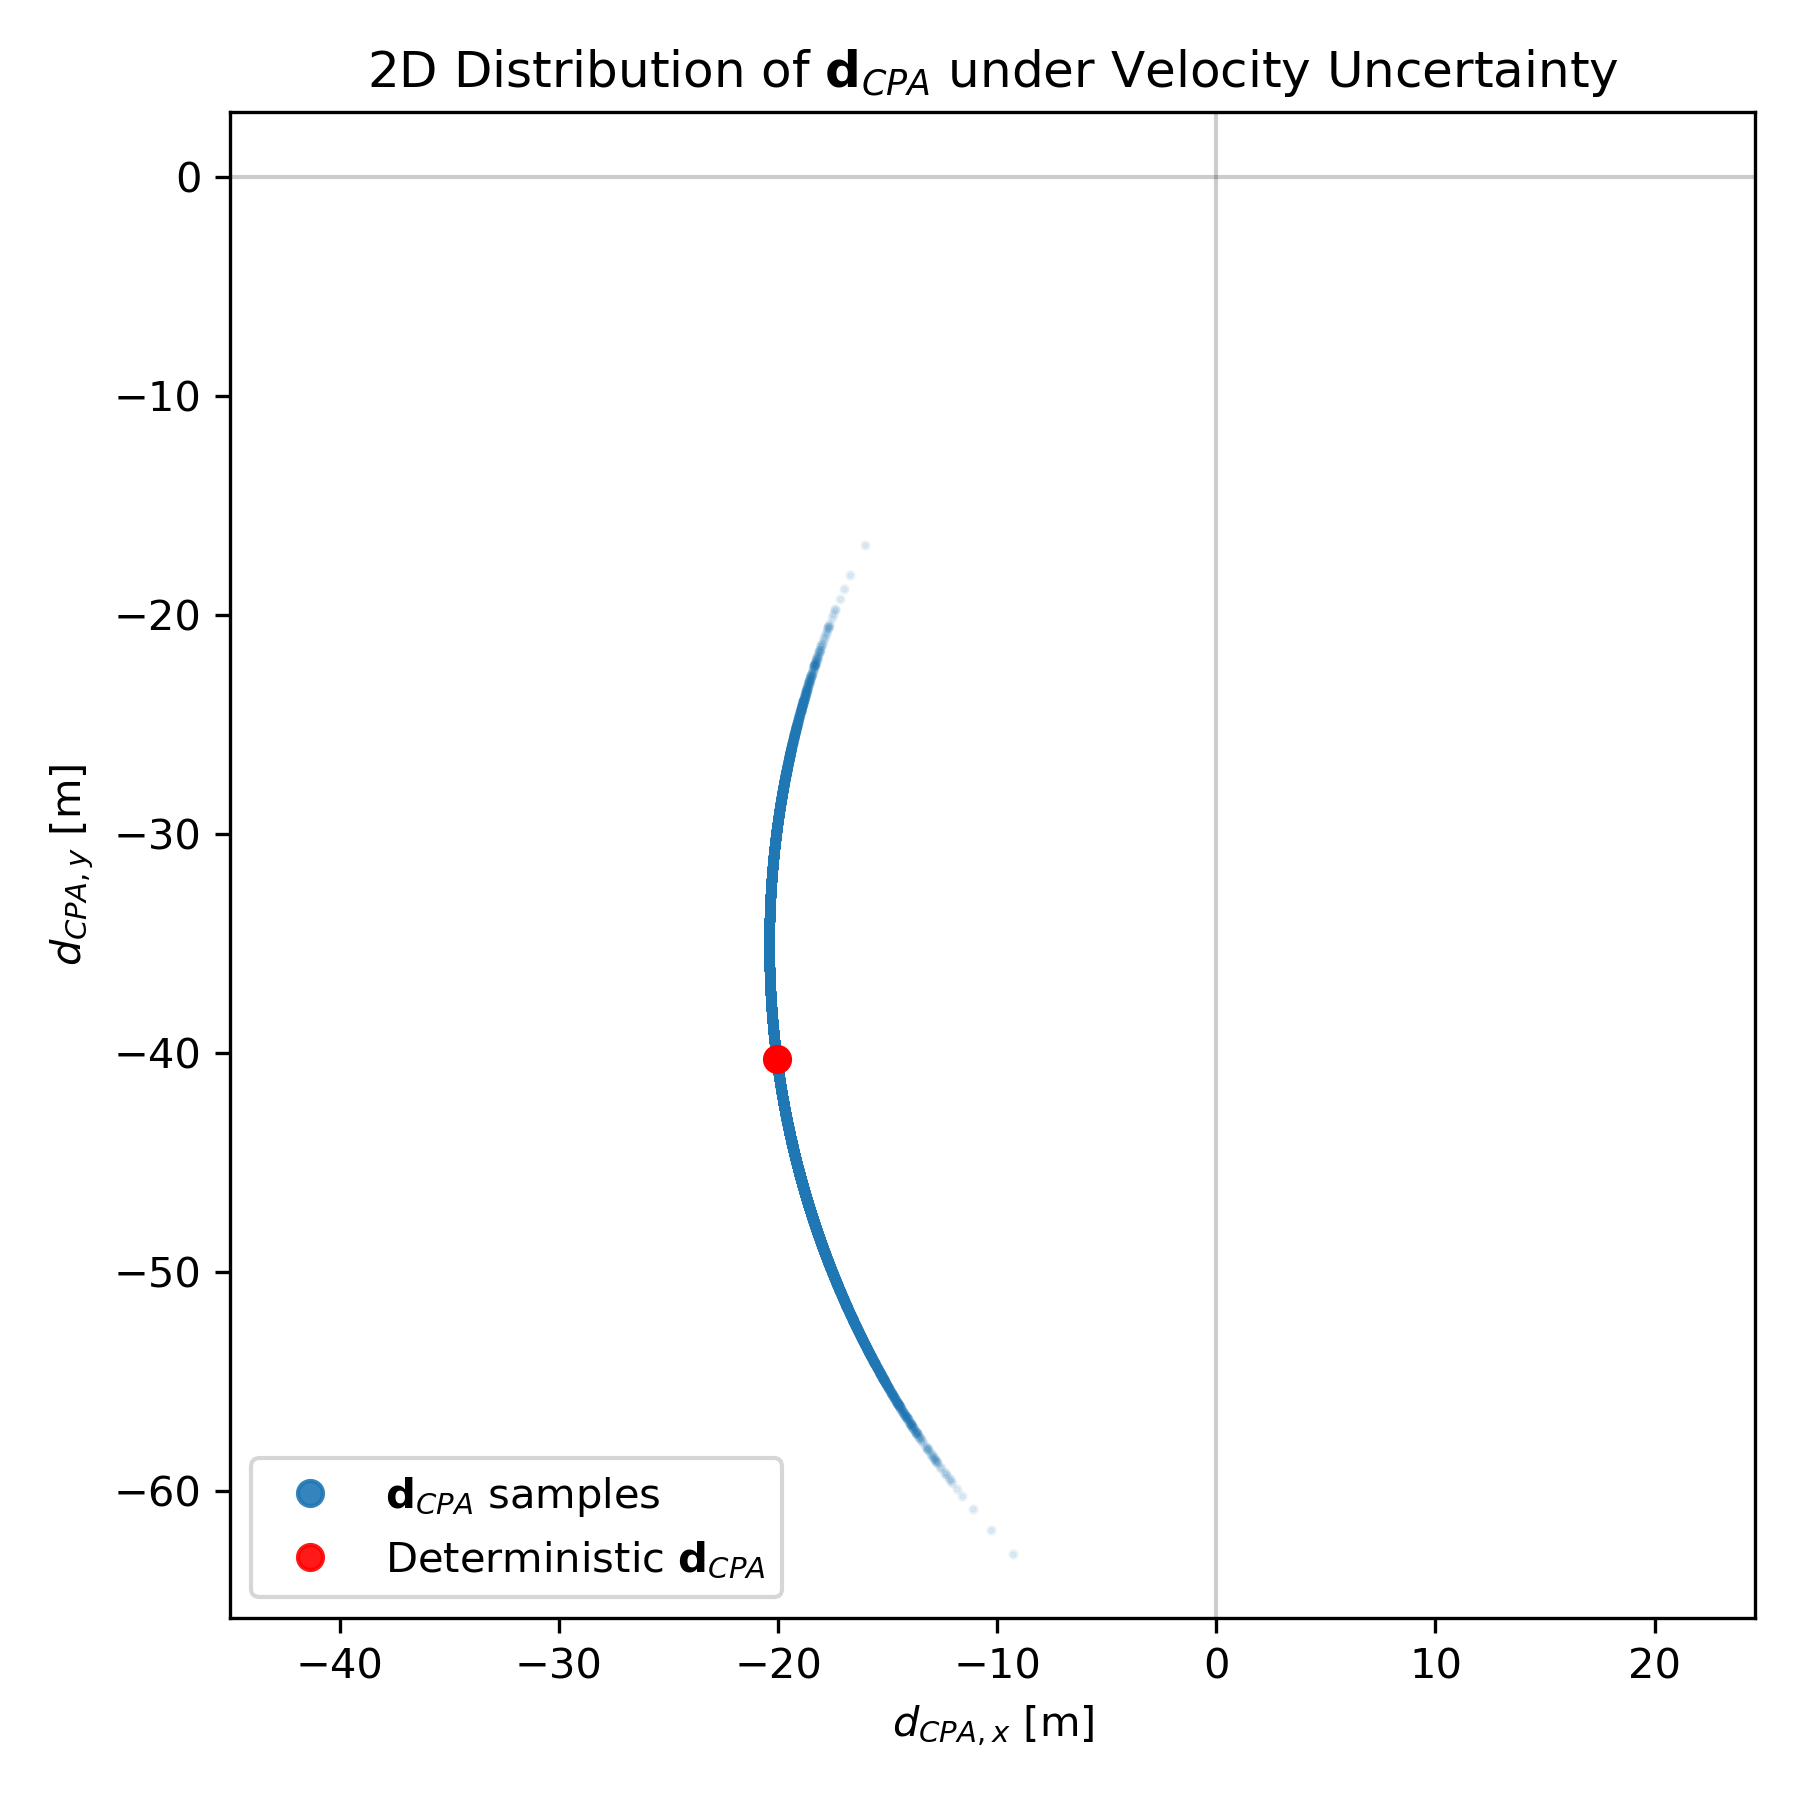 2D Distribution of d_CPA under Velocity Uncertainty
0
−10
−20
−30
−40
−50
−60
d_CPA, y [m]
d_CPA samples
Deterministic d_CPA
−40 −30 −20 −10 0 10 20
d_CPA, x [m]